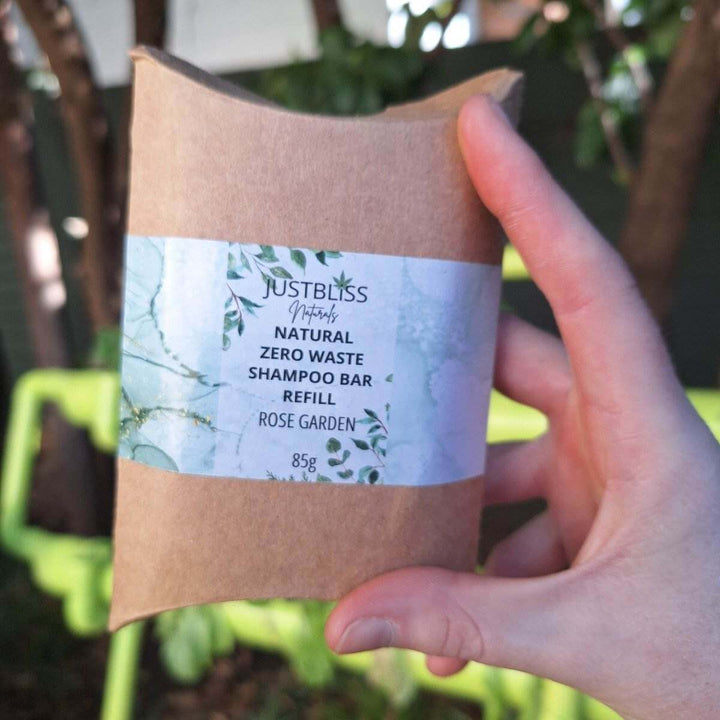 JUSTBLISS
Naturals
NATURAL
ZERO WASTE
SHAMPOO BAR
REFILL
ROSE GARDEN
85g